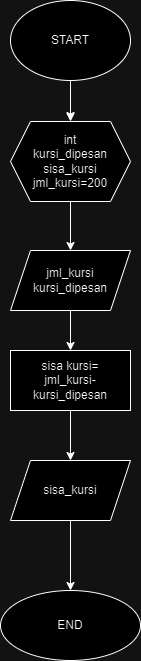 START
int
kursi_dipesan
sisa_kursi
jml_kursi=200
jml_kursi
kursi_dipesan
sisa kursi=
jml_kursi-
kursi_dipesan
sisa_kursi
END